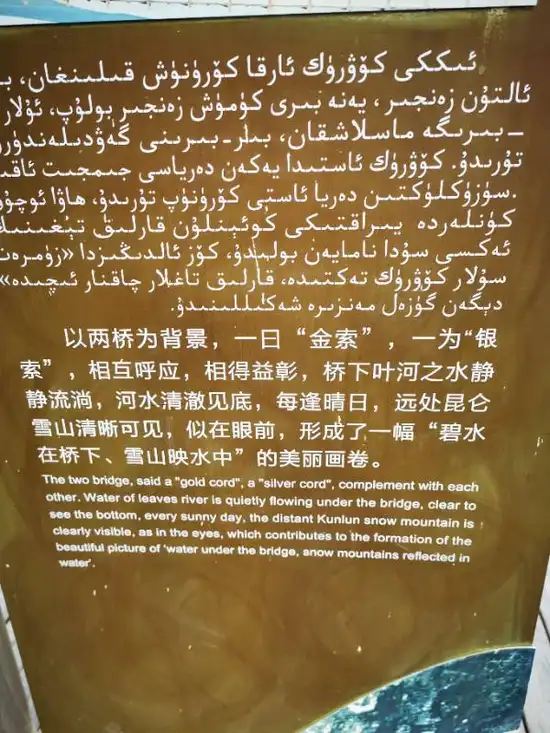 ئىككى كۆۋرۈك ئارقا كۆرۈنۈش قىلىنغان، بـ
ئالتۇن زەنجىر، يەنە بىرى كۈمۈش زەنجىر بولۇپ، ئۇلار
ـ بىرىگە ماسلاشقان، بىر-بىرىنى گەۋدىلەندۈرۈ
تۇرىدۇ. كۆۋرۈك ئاستىدا يەكەن دەرياسى جىمجىت ئاقـ
.سۈزۈكلۈكتىن دەريا ئاستى كۆرۈنۈپ تۇرىدۇ، ھاۋا ئوچۇ
كۈنلەردە يىراقتىكى كوئېنلۇن قارلىق تېغىنىڭ
ئەكسى سۇدا نامايەن بولىدۇ، كۆز ئالدىڭىزدا «زۇمرەت
سۇلار كۆۋرۈك تەكتىدە، قارلىق تاغلار چاقنار ئىچىدە»
دېگەن گۈزەل مەنزىرە شەكىللىنىدۇ.
以两桥为背景，一曰“金索”，一为“银
索”，相互呼应，相得益彰，桥下叶河之水静
静流淌，河水清澈见底，每逢晴日，远处昆仑
雪山清晰可见，似在眼前，形成了一幅“碧水
在桥下、雪山映水中”的美丽画卷。
The two bridge, said a "gold cord", a "silver cord", complement with each
other. Water of leaves river is quietly flowing under the bridge, clear to
see the bottom, every sunny day, the distant Kunlun snow mountain is
clearly visible, as in the eyes, which contributes to the formation of the
beautiful picture of 'water under the bridge, snow mountains reflected in
water'.